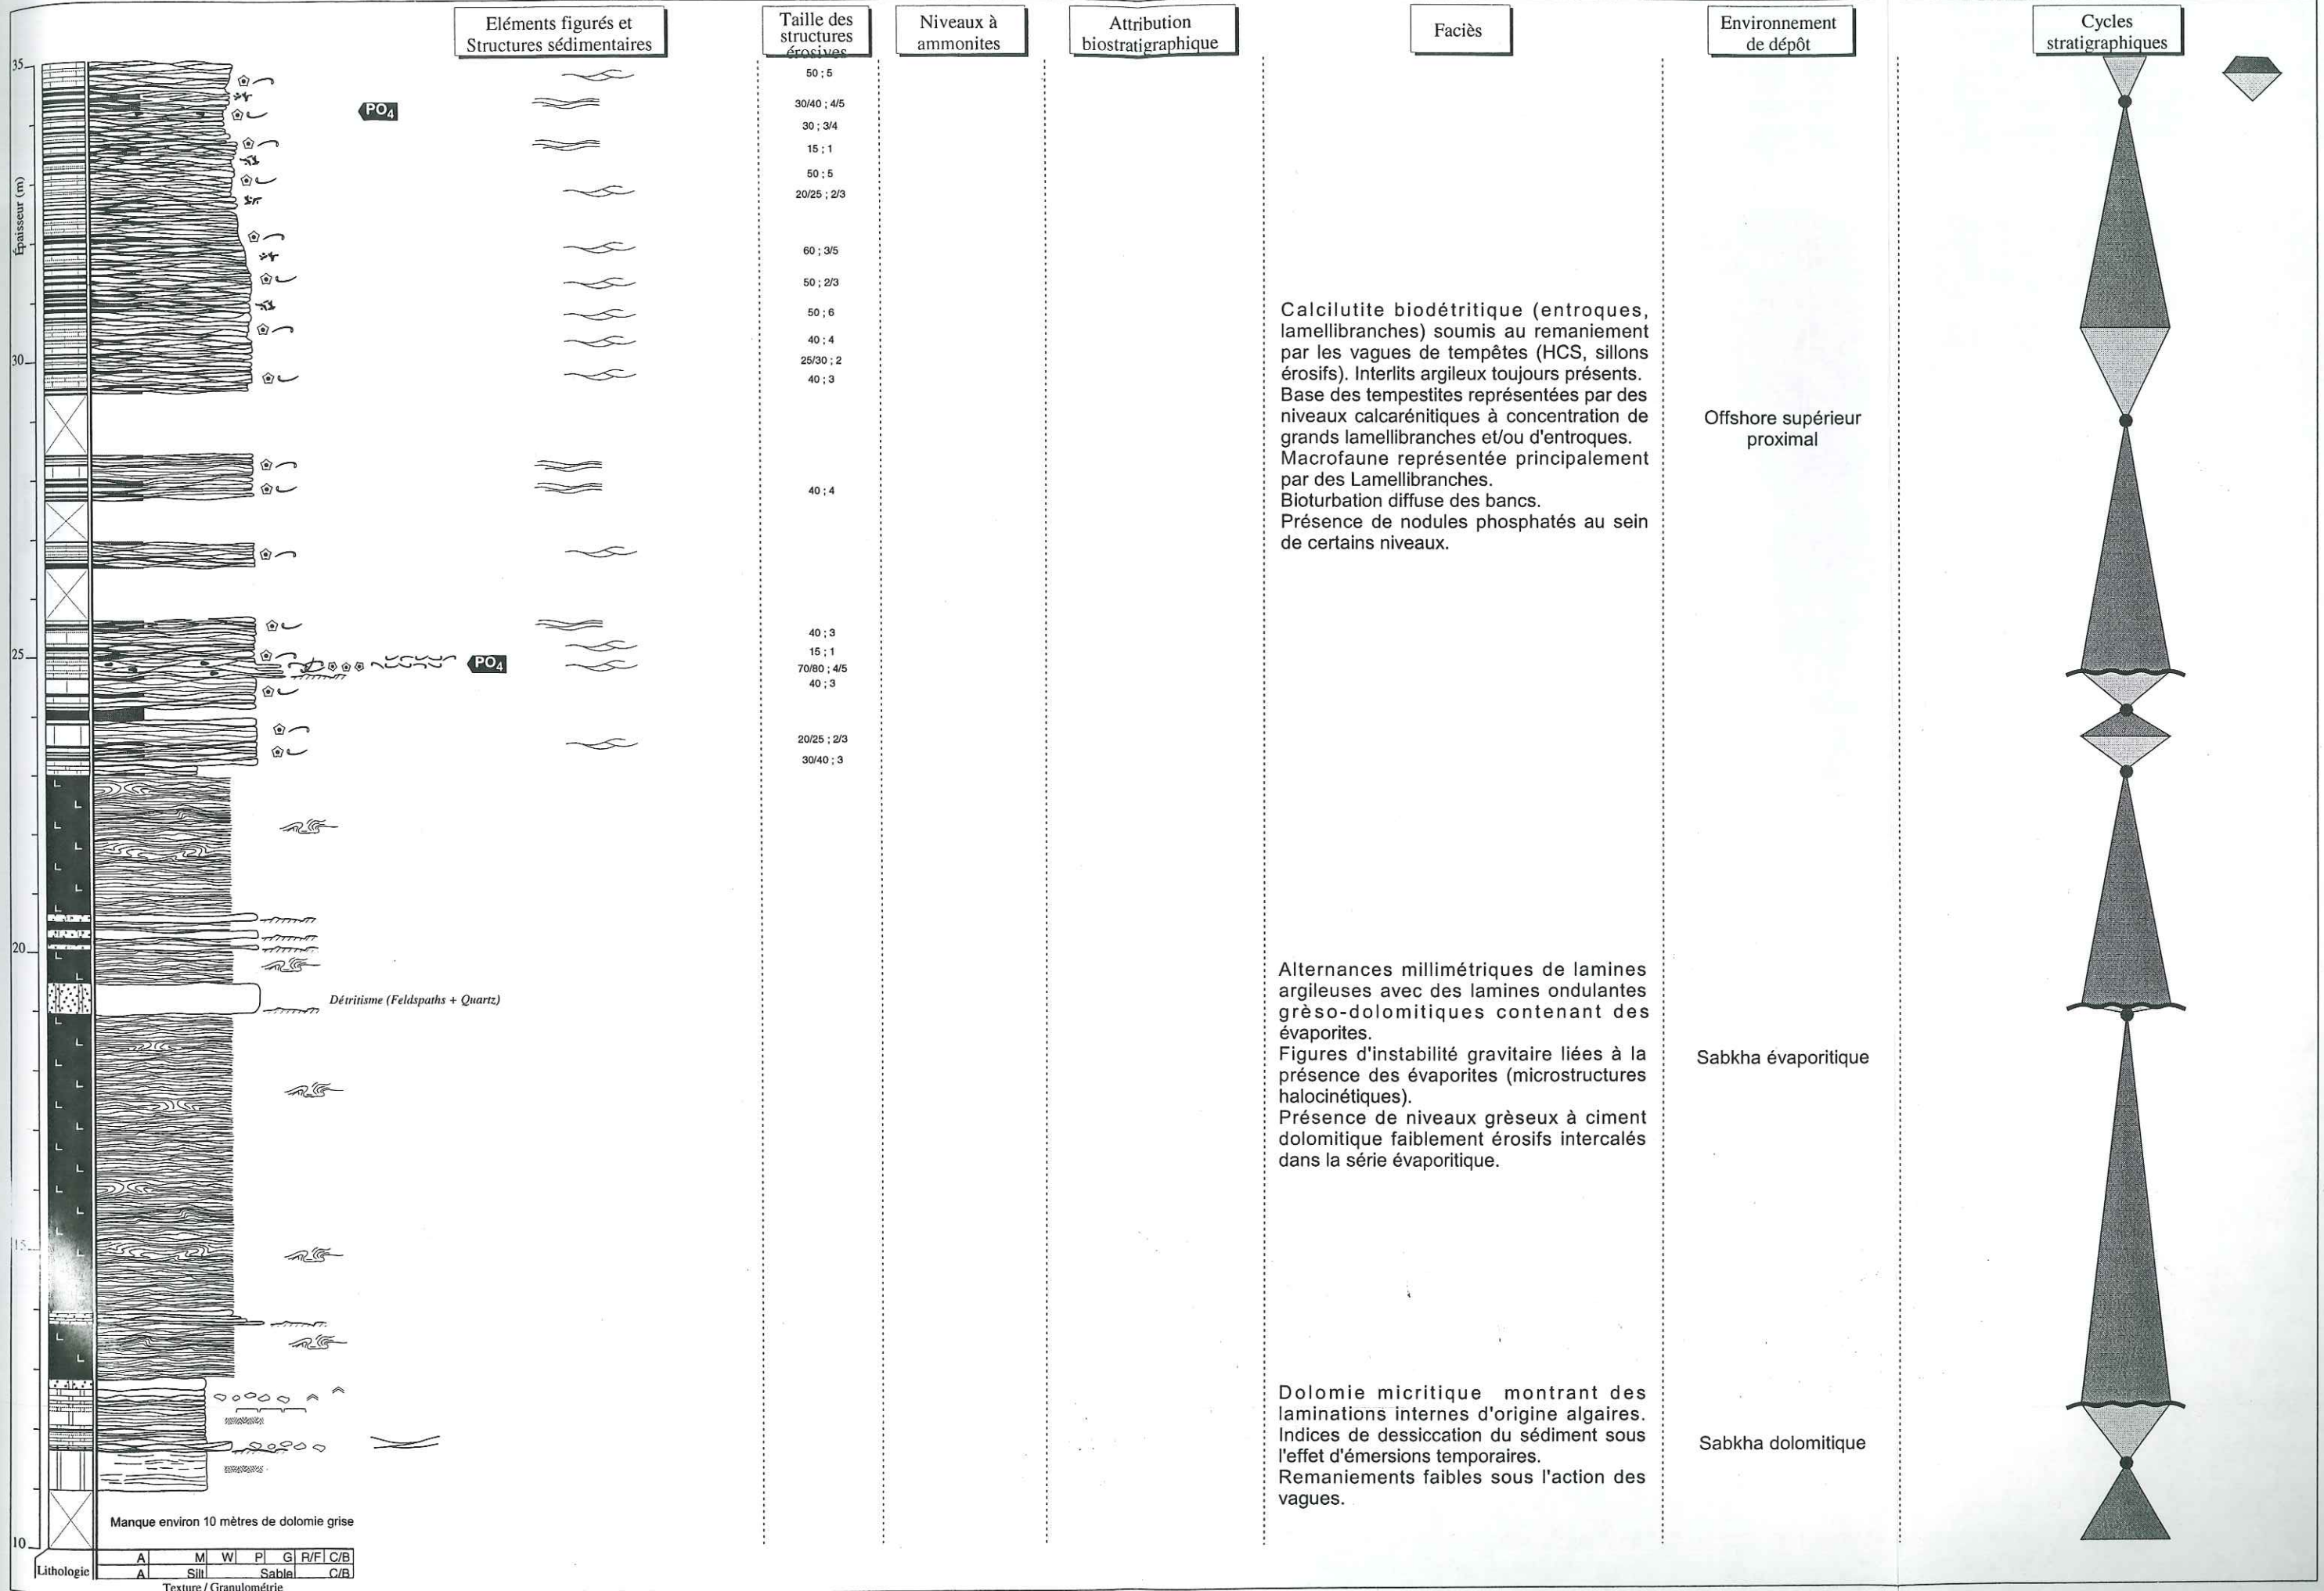 Eléments figurés et
Structures sédimentaires
Taille des
structures
érosives
Niveaux à
ammonites
Attribution
biostratigraphique
Faciès
Environnement
de dépôt
Cycles
stratigraphiques
Épaisseur (m)
35
30
25
20
15
10
PO4
PO4
50 ; 5
30/40 ; 4/5
30 ; 3/4
15 ; 1
50 ; 5
20/25 ; 2/3
60 ; 3/5
50 ; 2/3
50 ; 6
40 ; 4
25/30 ; 2
40 ; 3
40 ; 4
40 ; 3
15 ; 1
70/80 ; 4/5
40 ; 3
20/25 ; 2/3
30/40 ; 3
Calcilutite biodétritique (entroques,
lamellibranches) soumis au remaniement
par les vagues de tempêtes (HCS, sillons
érosifs). Interlits argileux toujours présents.
Base des tempestites représentées par des
niveaux calcarénitiques à concentration de
grands lamellibranches et/ou d'entroques.
Macrofaune représentée principalement
par des Lamellibranches.
Bioturbation diffuse des bancs.
Présence de nodules phosphatés au sein
de certains niveaux.
Offshore supérieur
proximal
Détritisme (Feldspaths + Quartz)
Alternances millimétriques de lamines
argileuses avec des lamines ondulantes
grèso-dolomitiques contenant des
évaporites.
Figures d'instabilité gravitaire liées à la
présence des évaporites (microstructures
halocinétiques).
Présence de niveaux grèseux à ciment
dolomitique faiblement érosifs intercalés
dans la série évaporitique.
Sabkha évaporitique
Dolomie micritique montrant des
laminations internes d'origine algaires.
Indices de dessiccation du sédiment sous
l'effet d'émersions temporaires.
Remaniements faibles sous l'action des
vagues.
Sabkha dolomitique
Manque environ 10 mètres de dolomie grise
Lithologie
A M W P G R/F C/B
A Silt Sable C/B
Texture / Granulométrie